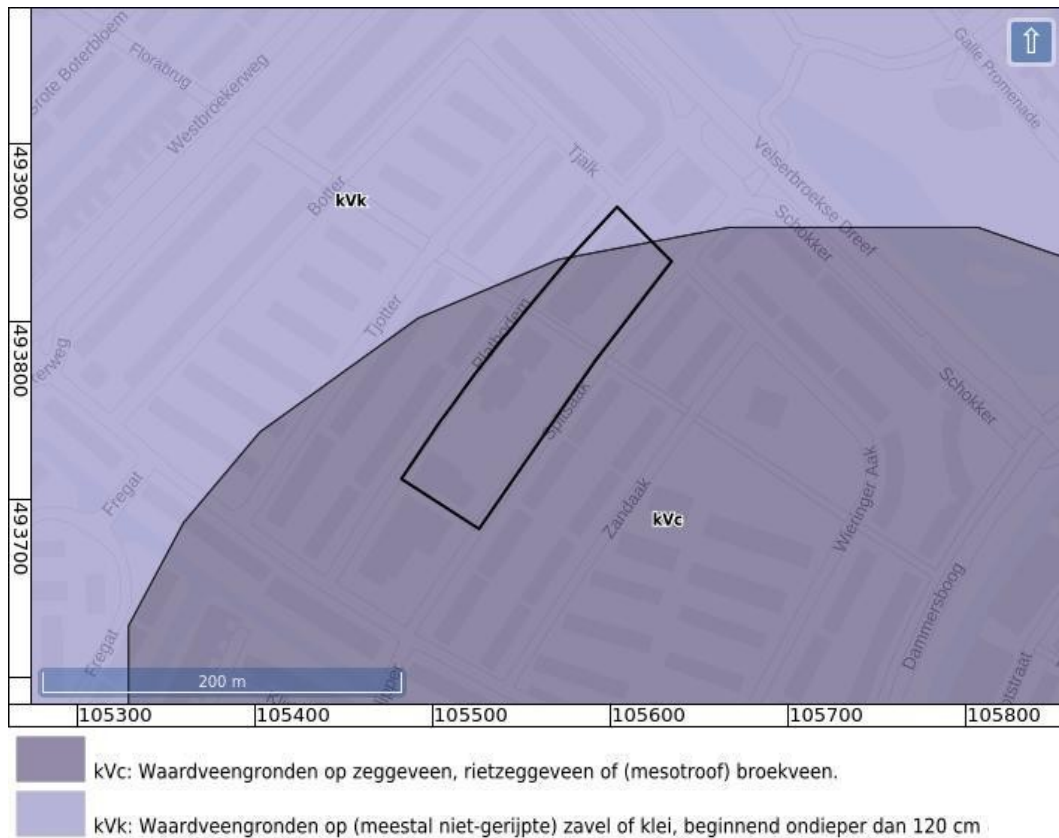 Grote Boterbloem
Florabrug
Westbroekerweg
Galle Promenade
⇧
493900
Tjalk
Velserbroekse Dreef
Botter
kVk
Schokker
Tjotter
Platbodem
493800
Schokker
Spitsaak
Fregat
Zandaak
Wieringer Aak
kVc
493700
Dammersboog
Fregat
200 m
105300
105400
105500
105600
105700
105800
kVc: Waardveengronden op zeggeveen, rietzeggeveen of (mesotroof) broekveen.
kVk: Waardveengronden op (meestal niet-gerijpte) zavel of klei, beginnend ondieper dan 120 cm